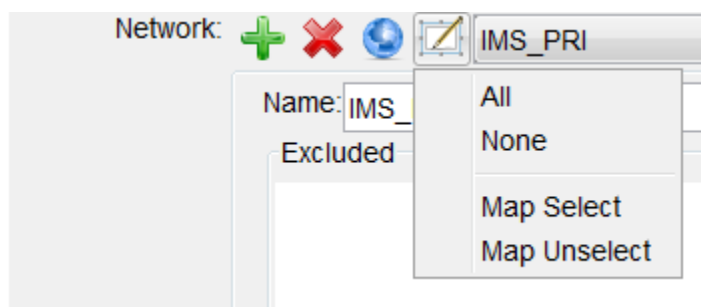 Network: IMS_PRI
All
Name: IMS_
None
Excluded
Map Select
Map Unselect